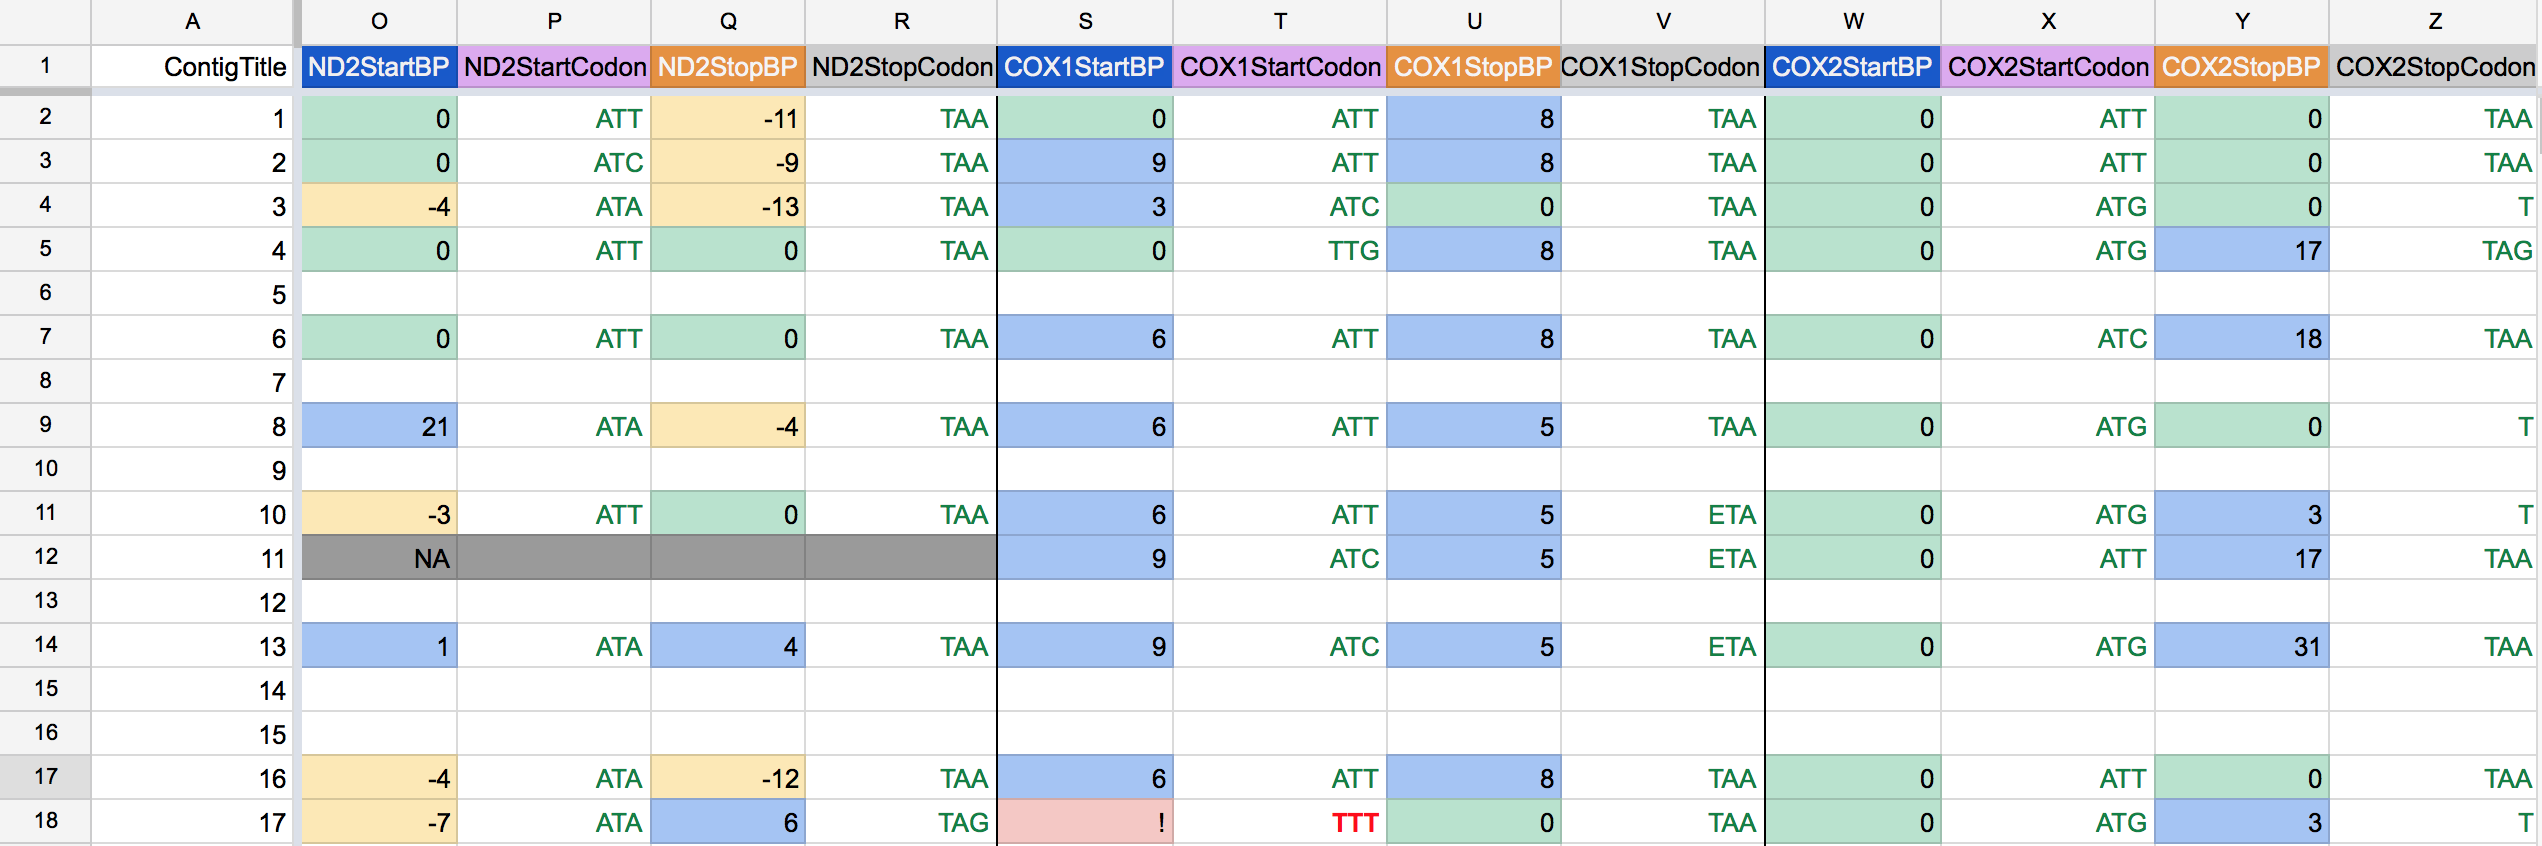 A O P Q R S T U V W X Y Z
1 ContigTitle ND2StartBP ND2StartCodon ND2StopBP ND2StopCodon COX1StartBP COX1StartCodon COX1StopBP COX1StopCodon COX2StartBP COX2StartCodon COX2StopBP COX2StopCodon
2 1 0 ATT -11 TAA 0 ATT 8 TAA 0 ATT 0 TAA
3 2 0 ATC -9 TAA 9 ATT 8 TAA 0 ATT 0 TAA
4 3 -4 ATA -13 TAA 3 ATC 0 TAA 0 ATG 0 T
5 4 0 ATT 0 TAA 0 TTG 8 TAA 0 ATG 17 TAG
6 5
7 6 0 ATT 0 TAA 6 ATT 8 TAA 0 ATC 18 TAA
8 7
9 8 21 ATA -4 TAA 6 ATT 5 TAA 0 ATG 0 T
10 9
11 10 -3 ATT 0 TAA 6 ATT 5 ETA 0 ATG 3 T
12 11 NA 9 ATC 5 ETA 0 ATT 17 TAA
13 12
14 13 1 ATA 4 TAA 9 ATC 5 ETA 0 ATG 31 TAA
15 14
16 15
17 16 -4 ATA -12 TAA 6 ATT 8 TAA 0 ATT 0 TAA
18 17 -7 ATA 6 TAG ! TTT 0 TAA 0 ATG 3 T